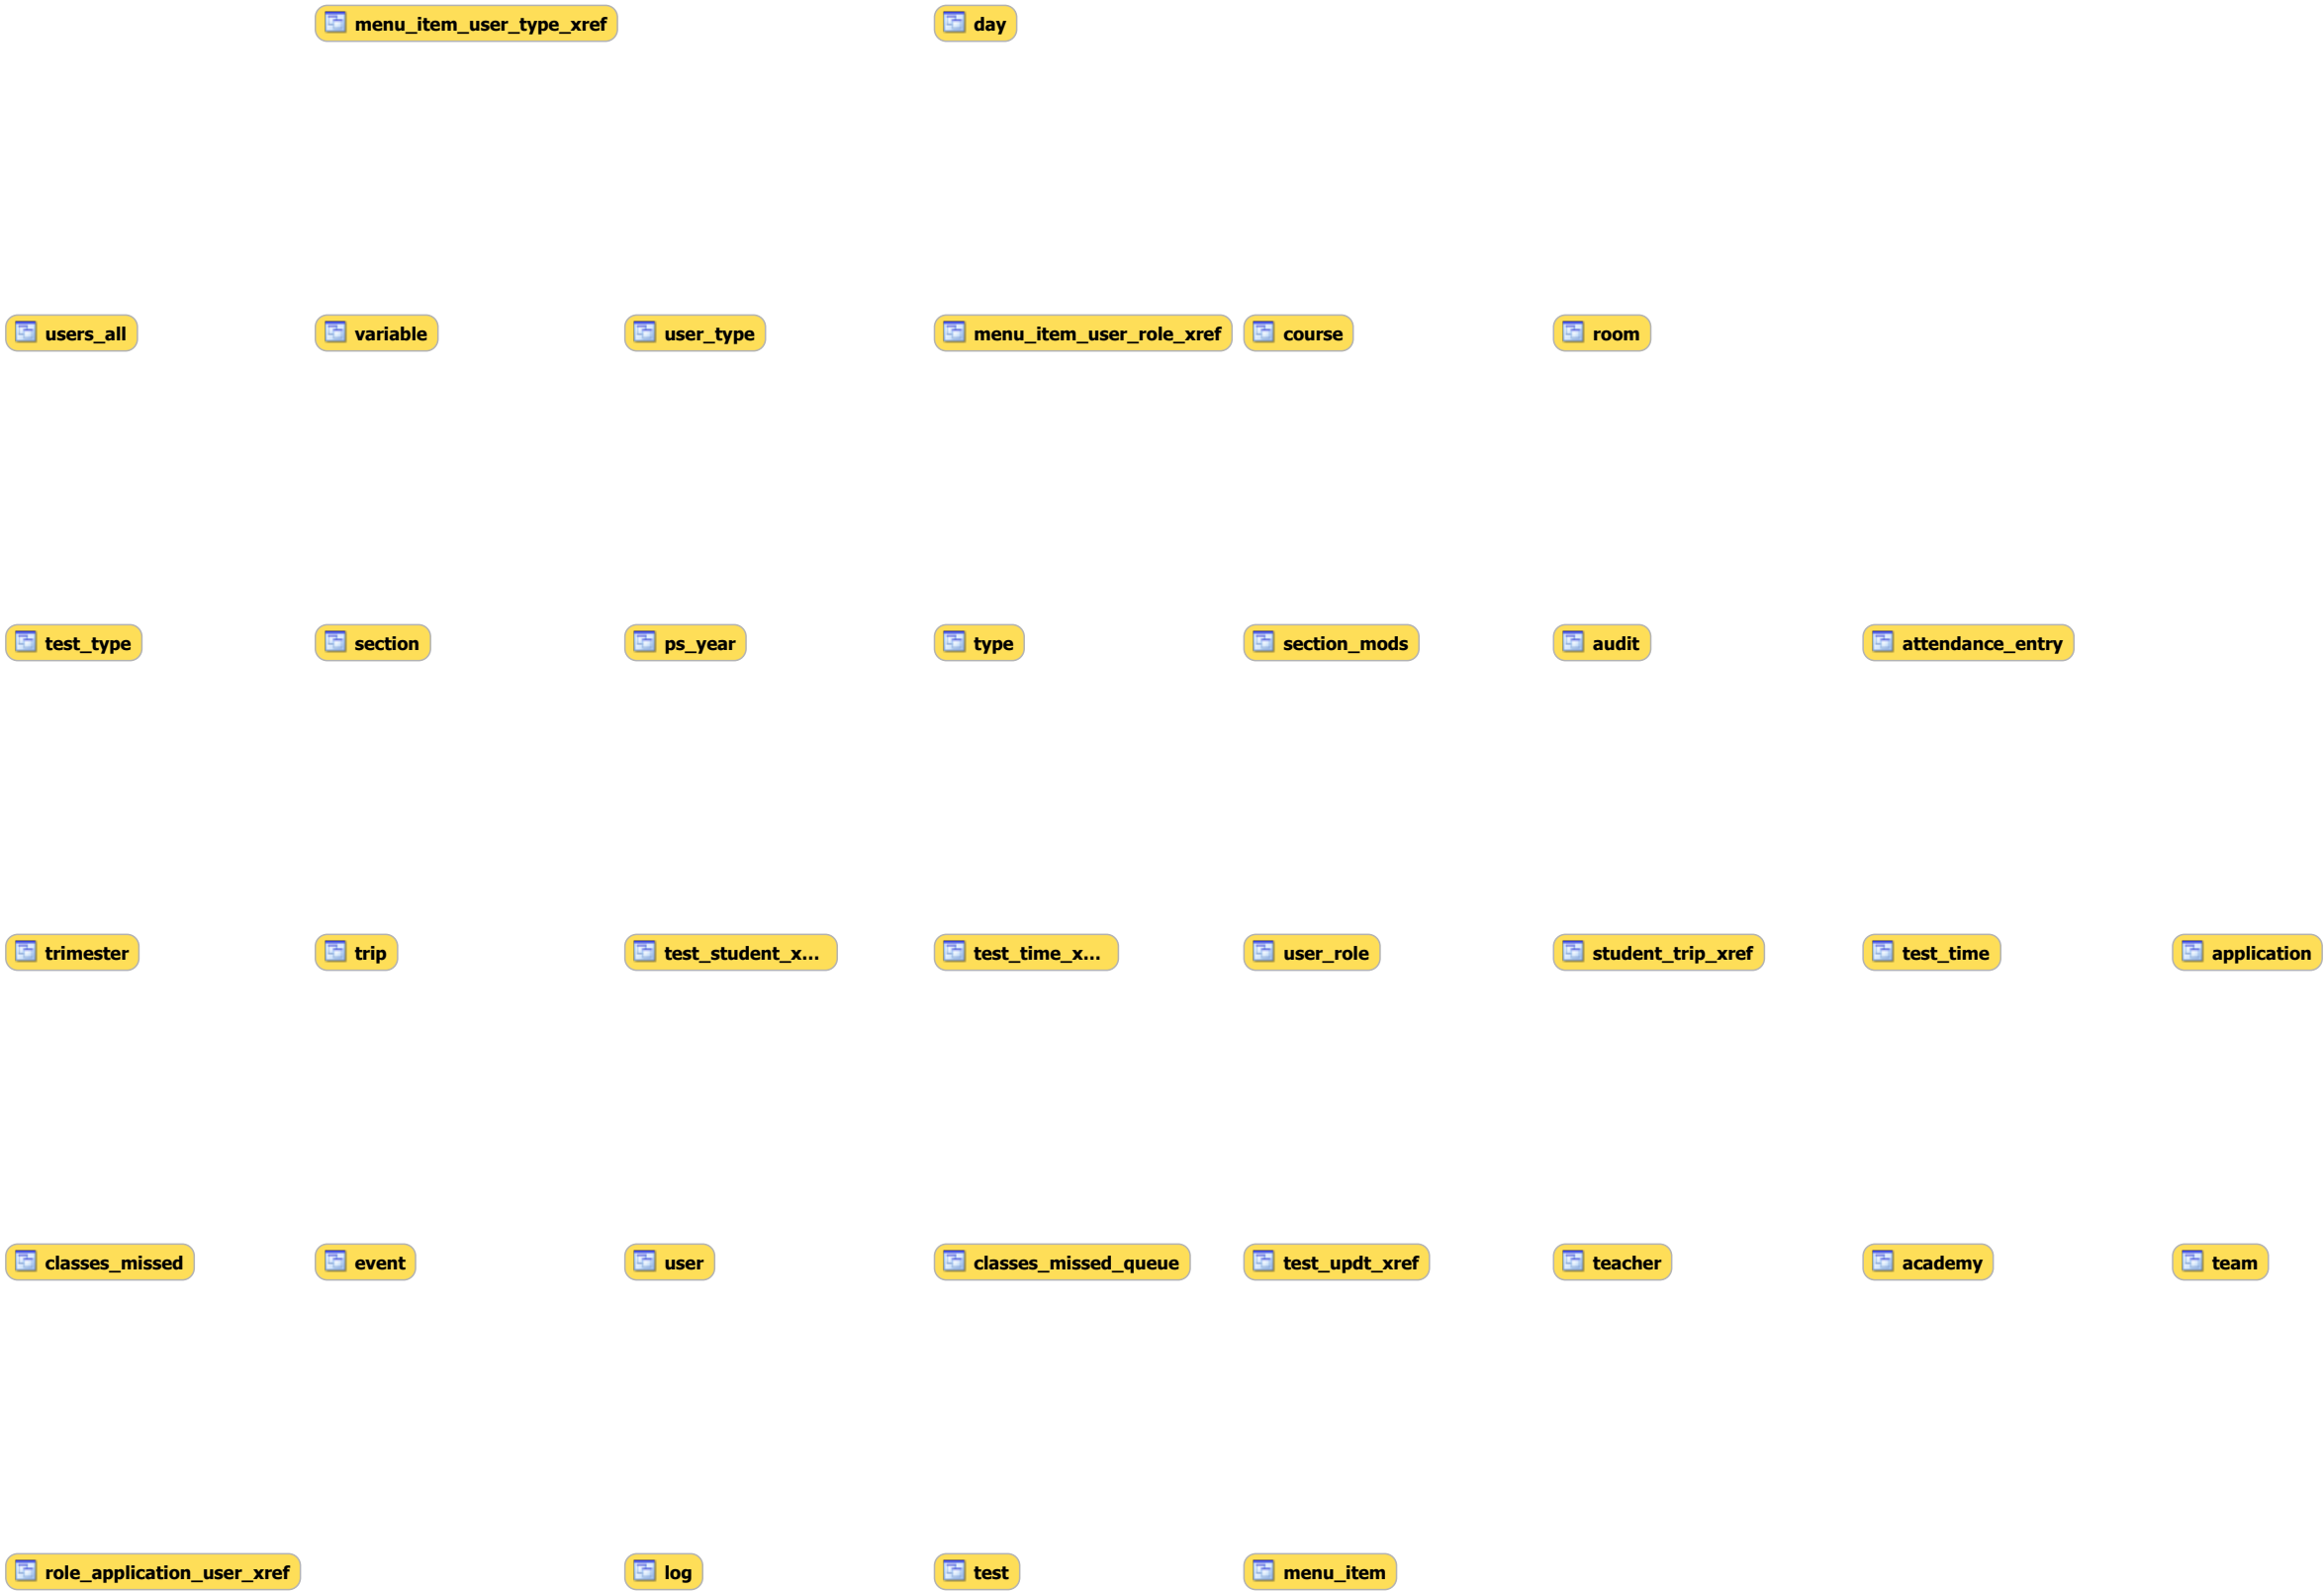 menu_item_user_type_xref day
users_all variable user_type menu_item_user_role_xref course room
test_type section ps_year type section_mods audit attendance_entry
trimester trip test_student_x... test_time_x... user_role student_trip_xref test_time application
classes_missed event user classes_missed_queue test_updt_xref teacher academy team
role_application_user_xref log test menu_item